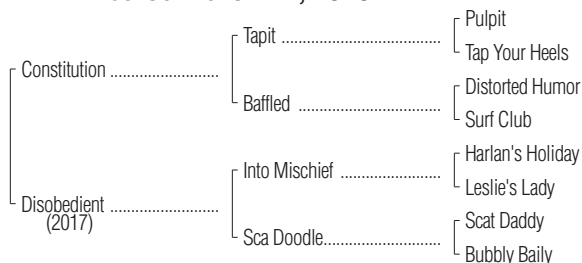 Pulpit
Tapit ........................................
Tap Your Heels
Constitution ...........................
Distorted Humor
Baffled ....................................
Surf Club
Harlan's Holiday
Into Mischief .........................
Leslie's Lady
Disobedient ...........................
(2017)
Scat Daddy
Sca Doodle.............................
Bubbly Baily